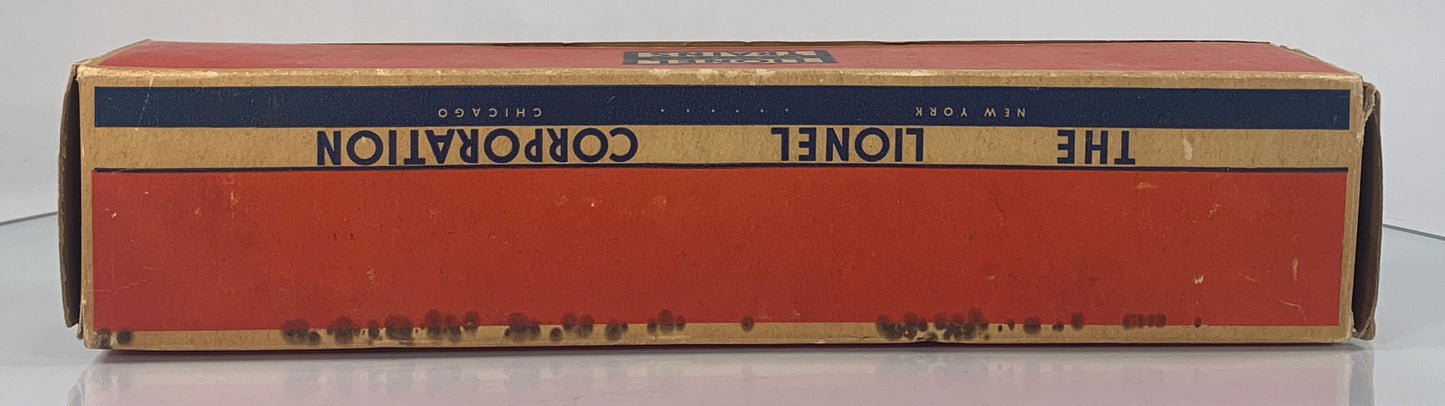 THE LIONEL CORPORATION
NEW YORK . . . . . . CHICAGO